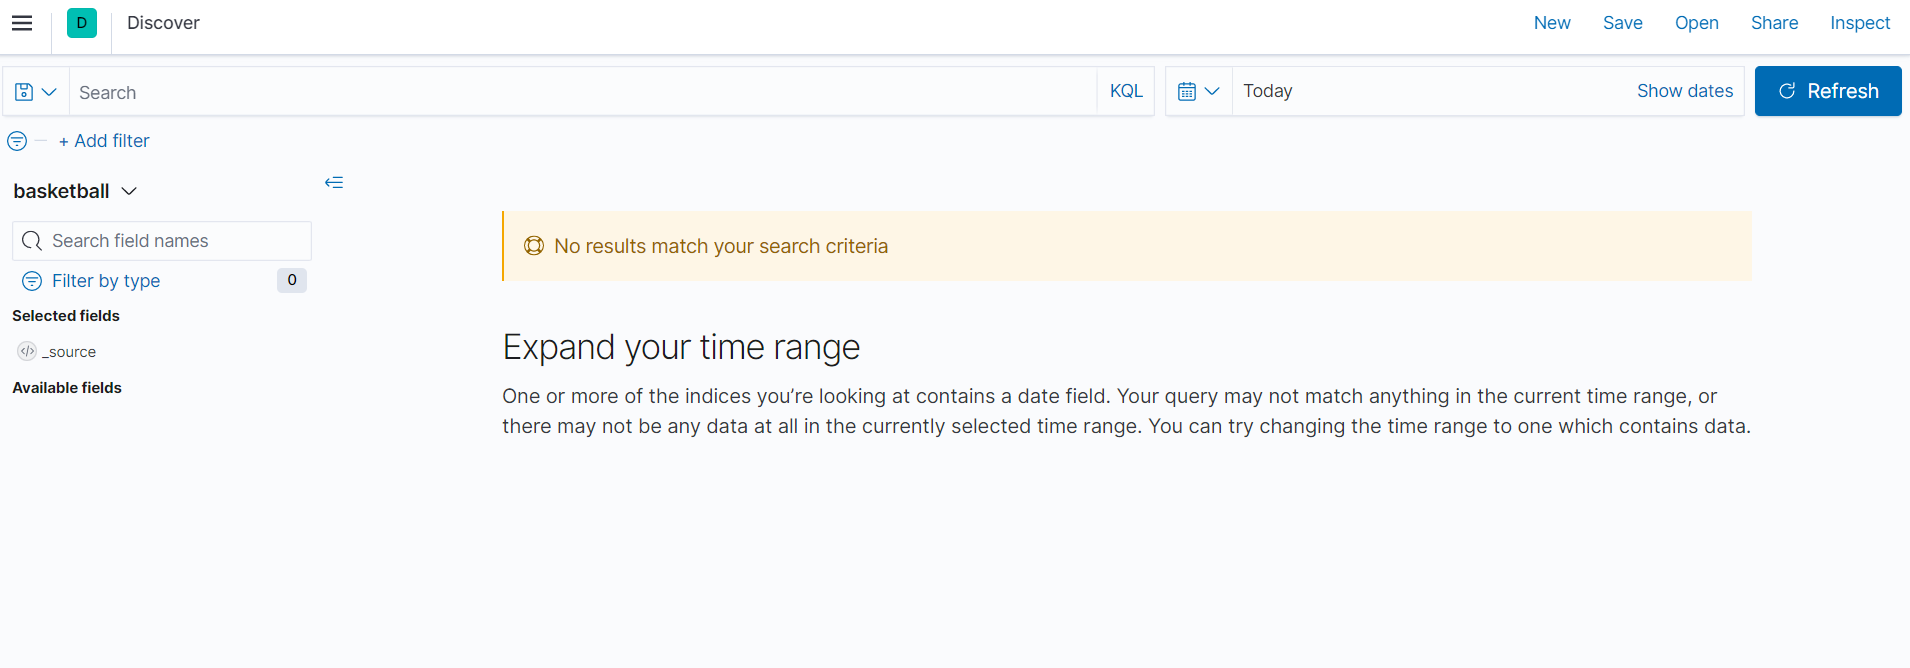 D Discover New Save Open Share Inspect
Search KQL Today Show dates Refresh
+ Add filter
basketball
Search field names
Filter by type 0
Selected fields
_source
Available fields
No results match your search criteria
Expand your time range
One or more of the indices you’re looking at contains a date field. Your query may not match anything in the current time range, or
there may not be any data at all in the currently selected time range. You can try changing the time range to one which contains data.